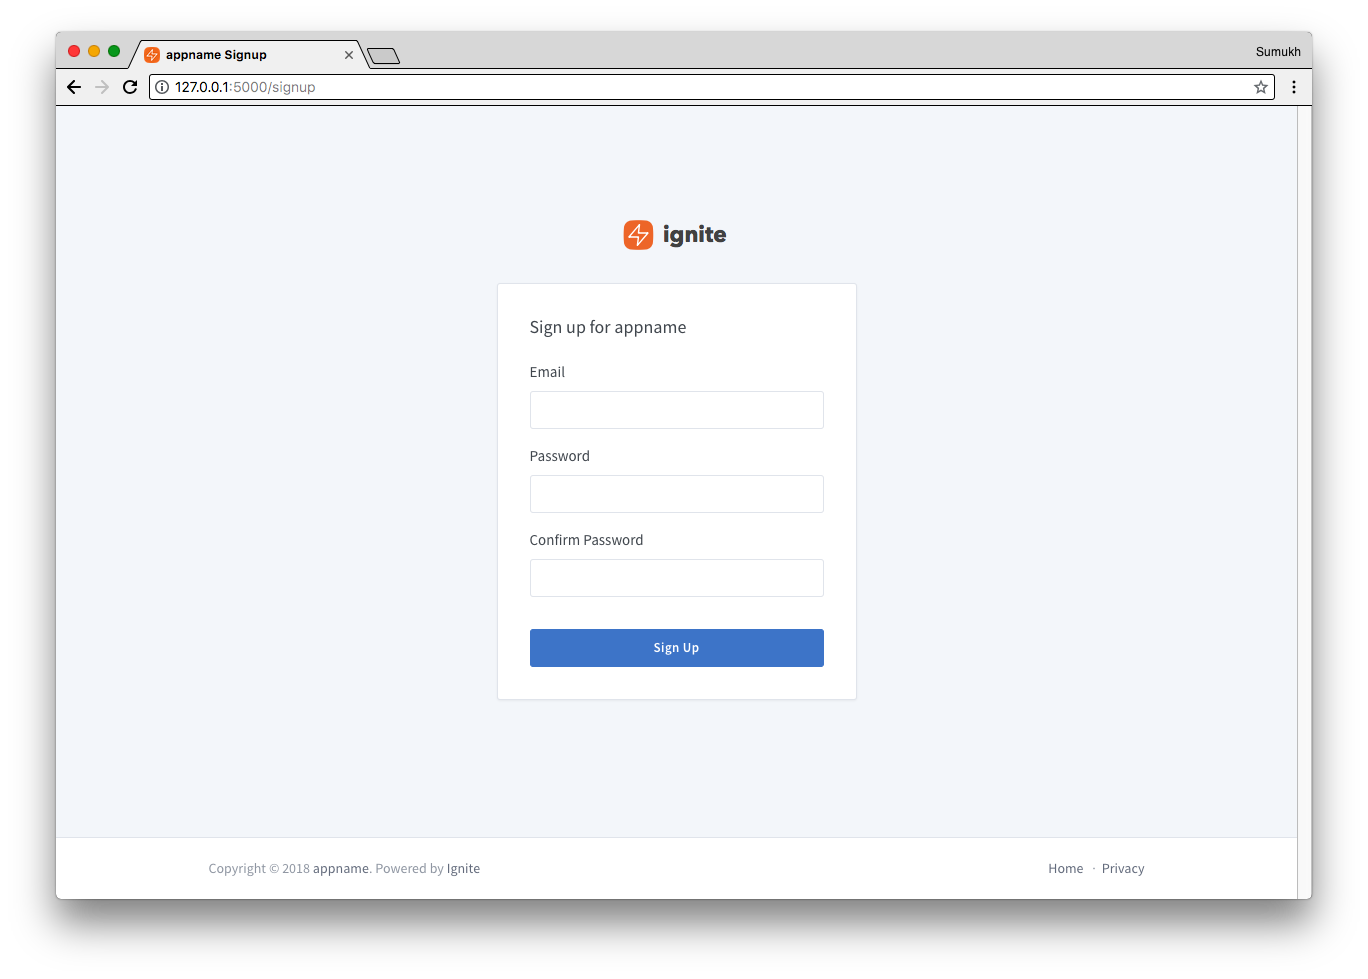 appname Signup
Sumukh
127.0.0.1:5000/signup
ignite
Sign up for appname
Email
Password
Confirm Password
Sign Up
Copyright © 2018 appname. Powered by Ignite
Home · Privacy